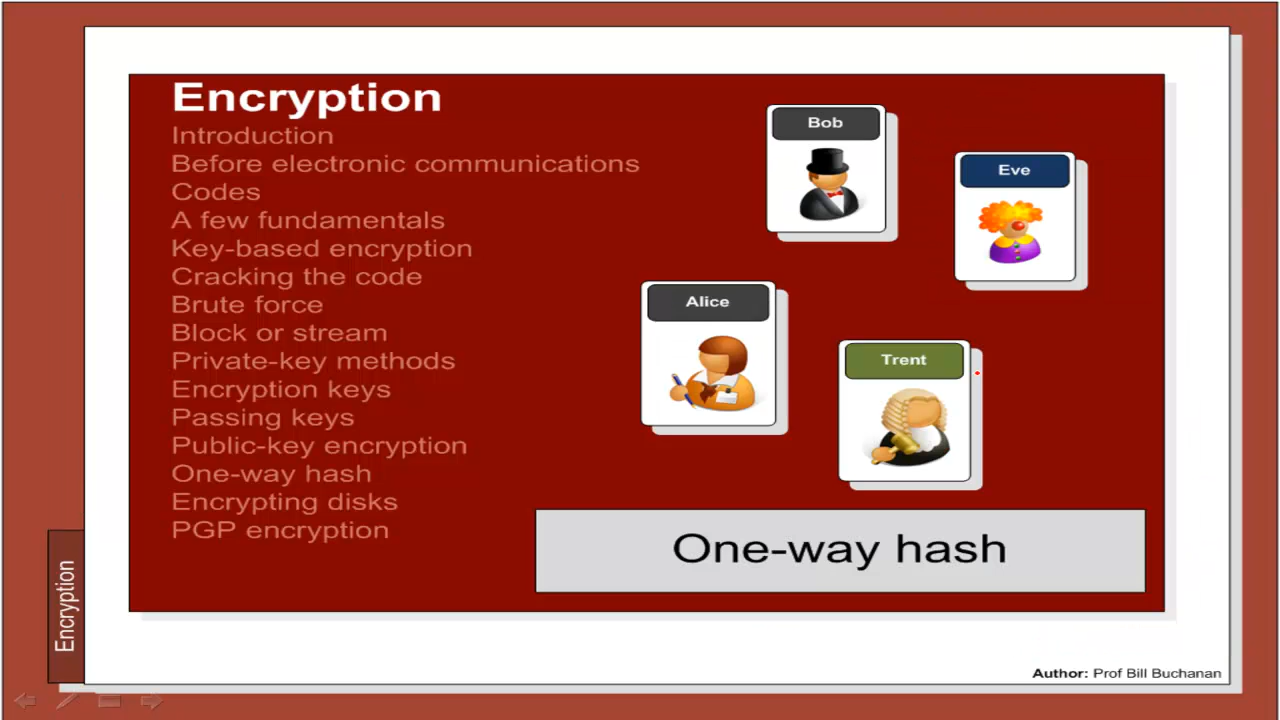 Encryption
Introduction
Before electronic communications
Codes
A few fundamentals
Key-based encryption
Cracking the code
Brute force
Block or stream
Private-key methods
Encryption keys
Passing keys
Public-key encryption
One-way hash
Encrypting disks
PGP encryption
Bob
Eve
Alice
Trent
One-way hash
Encryption
Author: Prof Bill Buchanan